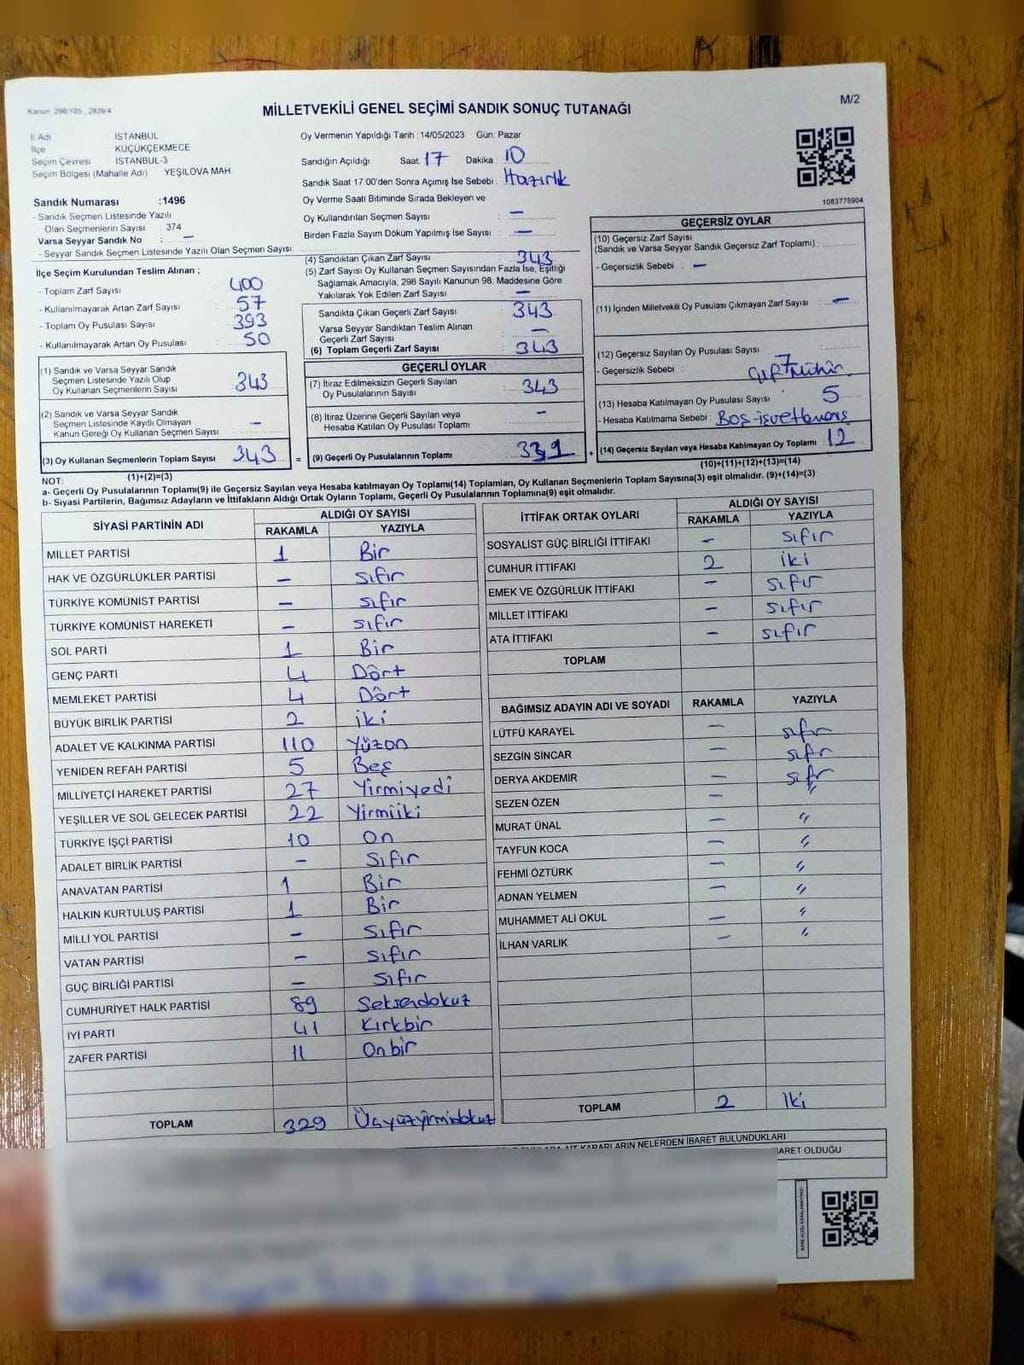 Kanun: 298/105, 2839/4
MİLLETVEKİLİ GENEL SEÇİMİ SANDIK SONUÇ TUTANAĞI
M/2
İl Adı İSTANBUL
İlçe KÜÇÜKÇEKMECE
Seçim Çevresi İSTANBUL-3
Seçim Bölgesi (Mahalle Adı) YEŞİLOVA MAH.
Sandık Numarası :1496
- Sandık Seçmen Listesinde Yazılı
Olan Seçmenlerin Sayısı : 374
Varsa Seyyar Sandık No : —
- Seyyar Sandık Seçmen Listesinde Yazılı Olan Seçmen Sayısı:
İlçe Seçim Kurulundan Teslim Alınan :
- Toplam Zarf Sayısı : 400
- Kullanılmayarak Artan Zarf Sayısı : 57
- Toplam Oy Pusulası Sayısı : 393
- Kullanılmayarak Artan Oy Pusulası : 50
(1) Sandık ve Varsa Seyyar Sandık
Seçmen Listesinde Yazılı Olup
Oy Kullanan Seçmenlerin Sayısı : 343
(2) Sandık ve Varsa Seyyar Sandık
Seçmen Listesinde Kayıtlı Olmayan
Kanun Gereği Oy Kullanan Seçmen Sayısı : —
(3) Oy Kullanan Seçmenlerin Toplam Sayısı 343 =
(1)+(2)=(3)
Oy Vermenin Yapıldığı Tarih : 14/05/2023 Gün: Pazar
Sandığın Açıldığı Saat 17 Dakika : 10
Sandık Saat 17:00'den Sonra Açılmış İse Sebebi : Hazırlık
Oy Verme Saati Bitiminde Sırada Bekleyen ve
Oy Kullandırılan Seçmen Sayısı : —
Birden Fazla Sayım Döküm Yapılmış İse Sayısı : —
(4) Sandıktan Çıkan Zarf Sayısı : 343
(5) Zarf Sayısı Oy Kullanan Seçmen Sayısından Fazla İse, Eşitliği
Sağlamak Amacıyla, 298 Sayılı Kanunun 98. Maddesine Göre
Yakılarak Yok Edilen Zarf Sayısı : —
Sandıkta Çıkan Geçerli Zarf Sayısı : 343
Varsa Seyyar Sandıktan Teslim Alınan
Geçerli Zarf Sayısı : —
(6) Toplam Geçerli Zarf Sayısı : 343
GEÇERLİ OYLAR
(7) İtiraz Edilmeksizin Geçerli Sayılan
Oy Pusulalarının Sayısı : 343
(8) İtiraz Üzerine Geçerli Sayılan veya
Hesaba Katılan Oy Pusulası Toplamı : —
(9) Geçerli Oy Pusulalarının Toplamı : 331 +
1083775904
GEÇERSİZ OYLAR
(10) Geçersiz Zarf Sayısı
(Sandık ve Varsa Seyyar Sandık Geçersiz Zarf Toplamı) :
- Geçersizlik Sebebi : —
(11) İçinden Milletvekili Oy Pusulası Çıkmayan Zarf Sayısı : —
(12) Geçersiz Sayılan Oy Pusulası Sayısı : 7
- Geçersizlik Sebebi : Çift mühür
(13) Hesaba Katılmayan Oy Pusulası Sayısı : 5
- Hesaba Katılmama Sebebi : Boş-
(14) Geçersiz Sayılan veya Hesaba Katılmayan Oy Toplamı 12
(10)+(11)+(12)+(13)=(14)
NOT:
a- Geçerli Oy Pusulalarının Toplamı(9) ile Geçersiz Sayılan veya Hesaba katılmayan Oy Toplamı(14) Toplamları, Oy Kullanan Seçmenlerin Toplam Sayısına(3) eşit olmalıdır. (9)+(14)=(3)
b- Siyasi Partilerin, Bağımsız Adayların ve İttifakların Aldığı Ortak Oyların Toplamı, Geçerli Oy Pusulalarının Toplamına(9) eşit olmalıdır.
SİYASİ PARTİNİN ADI ALDIĞI OY SAYISI
RAKAMLA YAZIYLA
MİLLET PARTİSİ 1 Bir
HAK VE ÖZGÜRLÜKLER PARTİSİ — sıfır
TÜRKİYE KOMÜNİST PARTİSİ — sıfır
TÜRKİYE KOMÜNİST HAREKETİ — sıfır
SOL PARTİ 1 Bir
GENÇ PARTİ 4 Dört
MEMLEKET PARTİSİ 4 Dört
BÜYÜK BİRLİK PARTİSİ 2 iki
ADALET VE KALKINMA PARTİSİ 110 Yüzon
YENİDEN REFAH PARTİSİ 5 Beş
MİLLİYETÇİ HAREKET PARTİSİ 27 Yirmiyedi
YEŞİLLER VE SOL GELECEK PARTİSİ 22 Yirmiiki
TÜRKİYE İŞÇİ PARTİSİ 10 On
ADALET BİRLİK PARTİSİ — Sıfır
ANAVATAN PARTİSİ 1 Bir
HALKIN KURTULUŞ PARTİSİ 1 Bir
MİLLİ YOL PARTİSİ — Sıfır
VATAN PARTİSİ — Sıfır
GÜÇ BİRLİĞİ PARTİSİ — Sıfır
CUMHURİYET HALK PARTİSİ 89 Seksendokuz
İYİ PARTİ 41 Kırkbir
ZAFER PARTİSİ 11 Onbir
TOPLAM 329 Üçyüzyirmidokuz
İTTİFAK ORTAK OYLARI ALDIĞI OY SAYISI
RAKAMLA YAZIYLA
SOSYALİST GÜÇ BİRLİĞİ İTTİFAKI — sıfır
CUMHUR İTTİFAKI 2 iki
EMEK VE ÖZGÜRLÜK İTTİFAKI — sıfır
MİLLET İTTİFAKI — sıfır
ATA İTTİFAKI — sıfır
TOPLAM
BAĞIMSIZ ADAYIN ADI VE SOYADI RAKAMLA YAZIYLA
LÜTFÜ KARAYEL — sıfır
SEZGİN SİNCAR — sıfır
DERYA AKDEMİR — sıfır
SEZEN ÖZEN — "
MURAT ÜNAL — "
TAYFUN KOCA — "
FEHMİ ÖZTÜRK — "
ADNAN YELMEN — "
MUHAMMET ALİ OKUL — "
İLHAN VARLIK — "
TOPLAM 2 İki
KARARLARIN NELERDEN İBARET BULUNDUKLARI
OLDUĞU